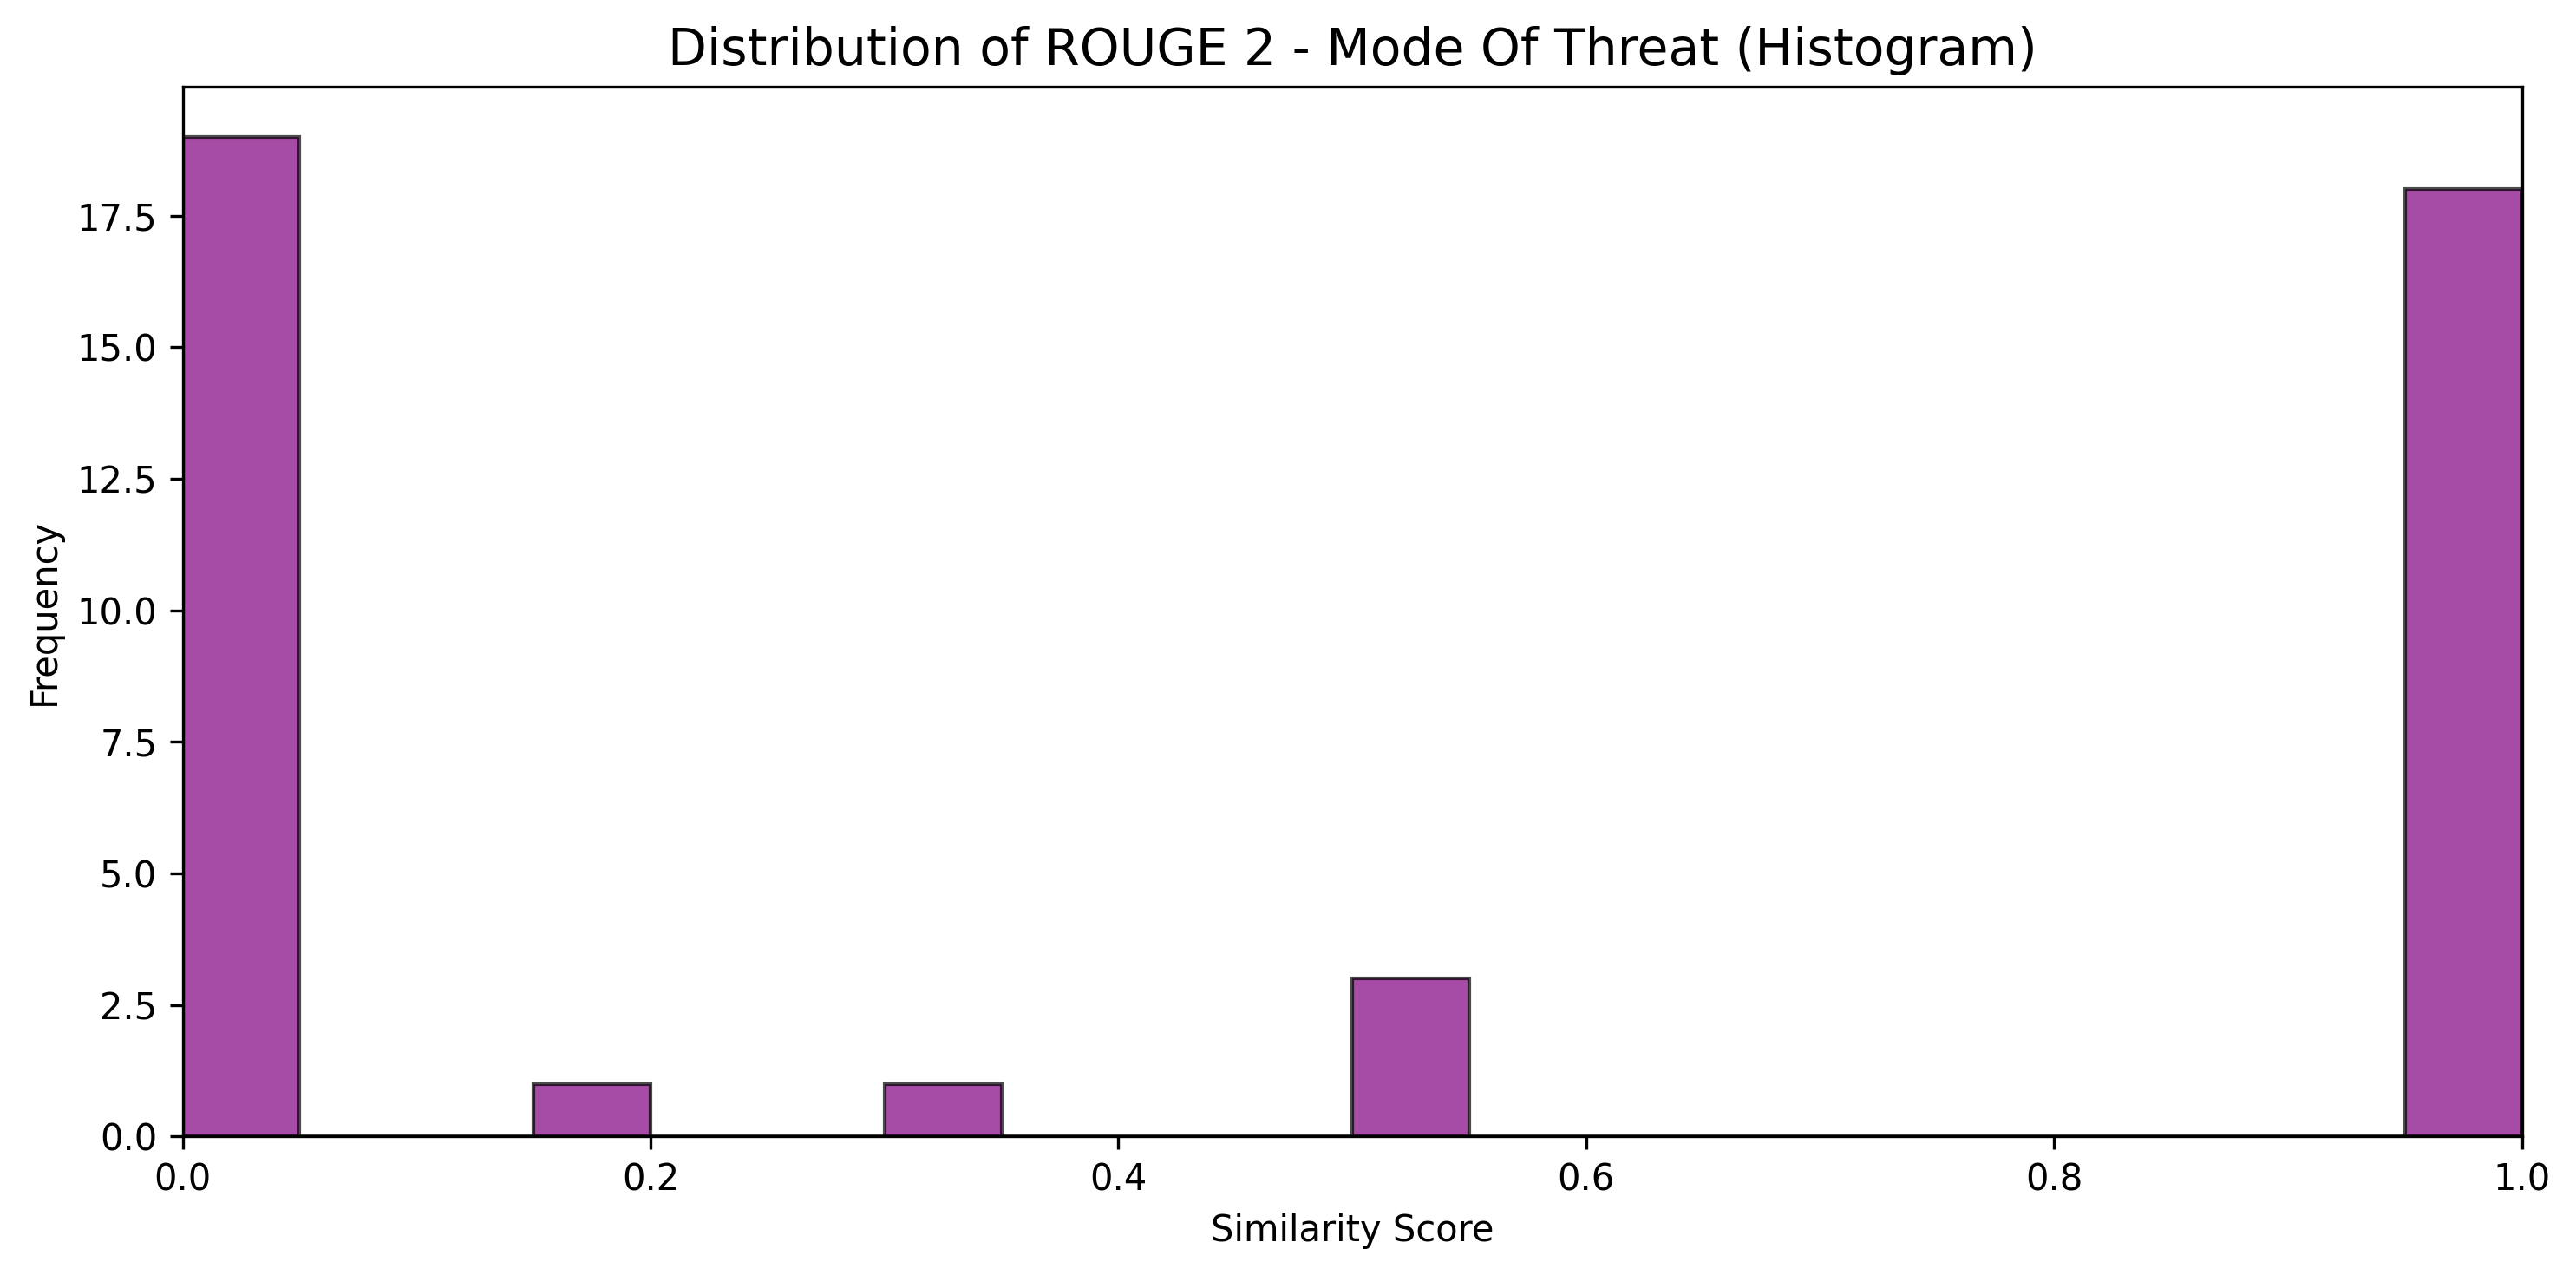 Distribution of ROUGE 2 - Mode Of Threat (Histogram)
Frequency
17.5
15.0
12.5
10.0
7.5
5.0
2.5
0.0
0.0 0.2 0.4 0.6 0.8 1.0
Similarity Score